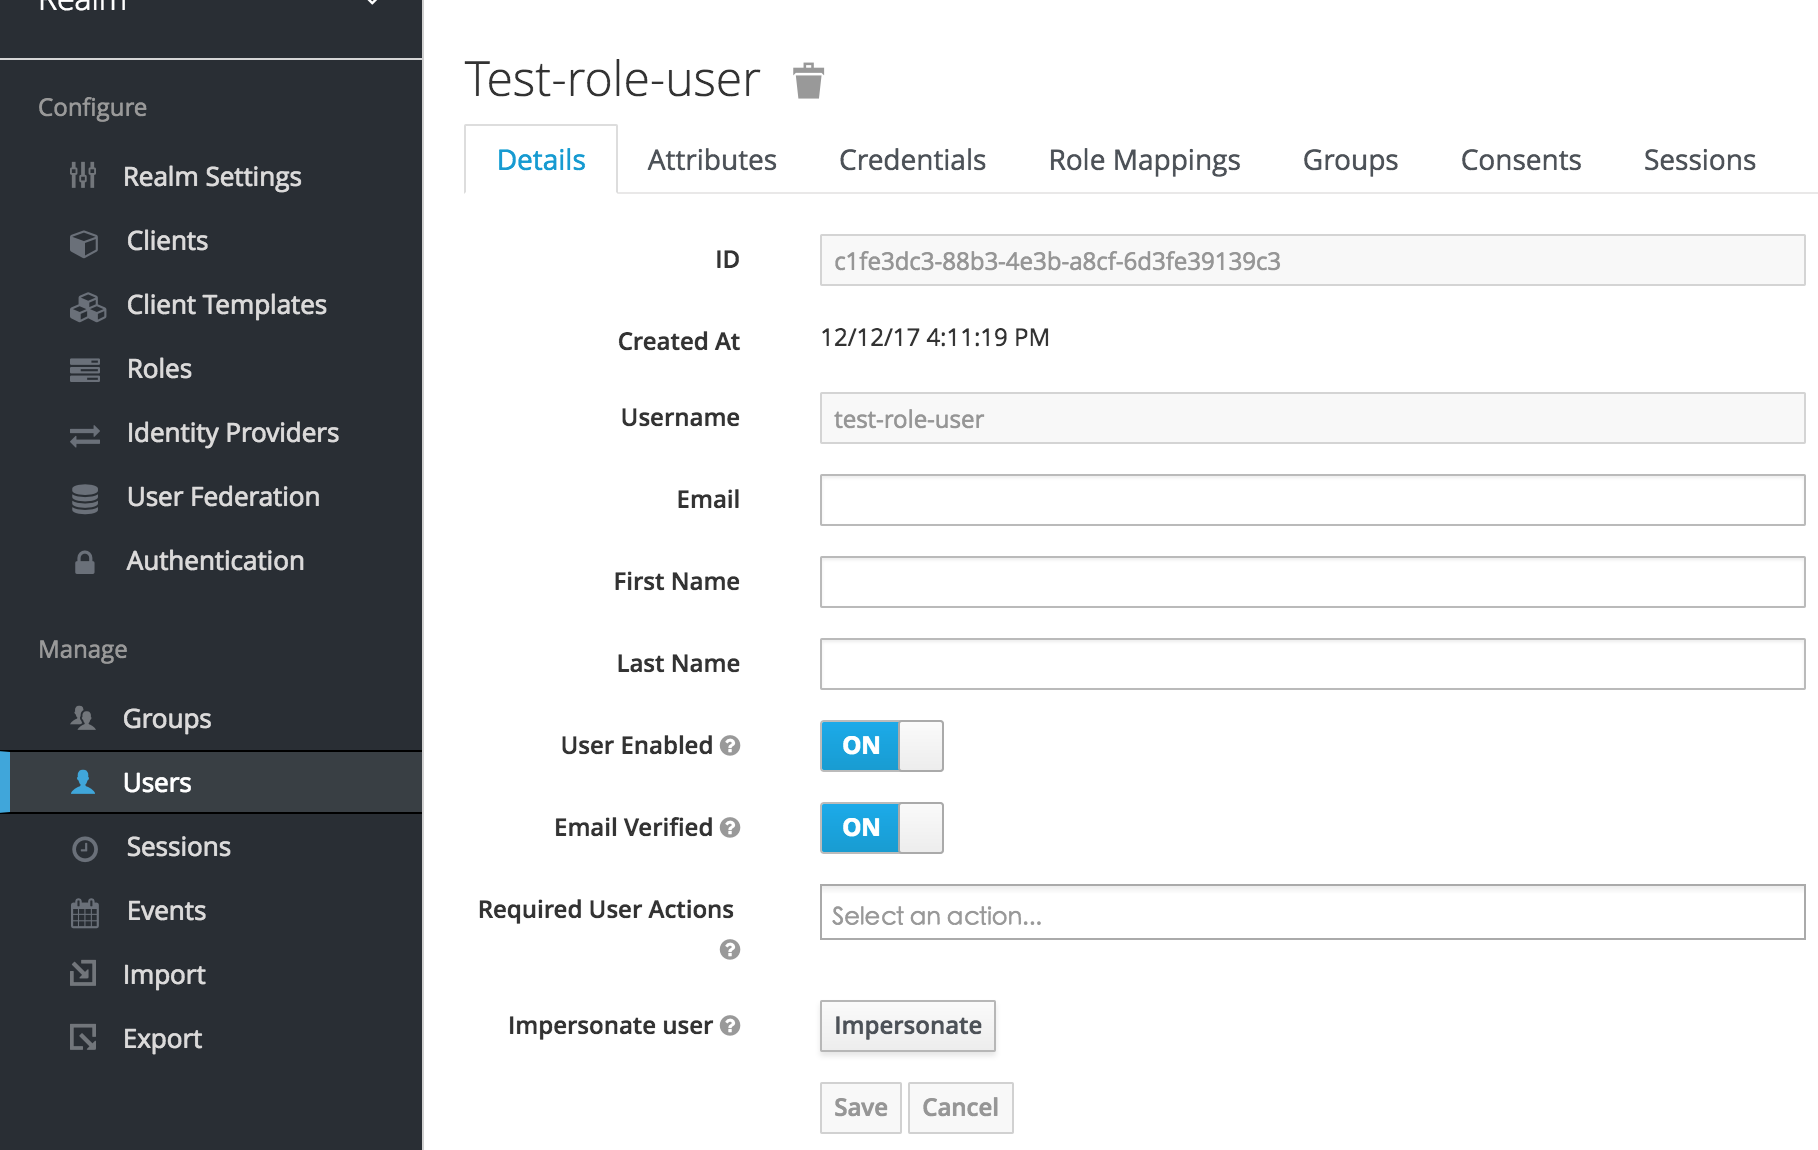 Realm
Configure
Realm Settings
Clients
Client Templates
Roles
Identity Providers
User Federation
Authentication
Manage
Groups
Users
Sessions
Events
Import
Export
Test-role-user
Details Attributes Credentials Role Mappings Groups Consents Sessions
ID c1fe3dc3-88b3-4e3b-a8cf-6d3fe39139c3
Created At 12/12/17 4:11:19 PM
Username test-role-user
Email
First Name
Last Name
User Enabled ? ON
Email Verified ? ON
Required User Actions ? Select an action...
Impersonate user ? Impersonate
Save Cancel